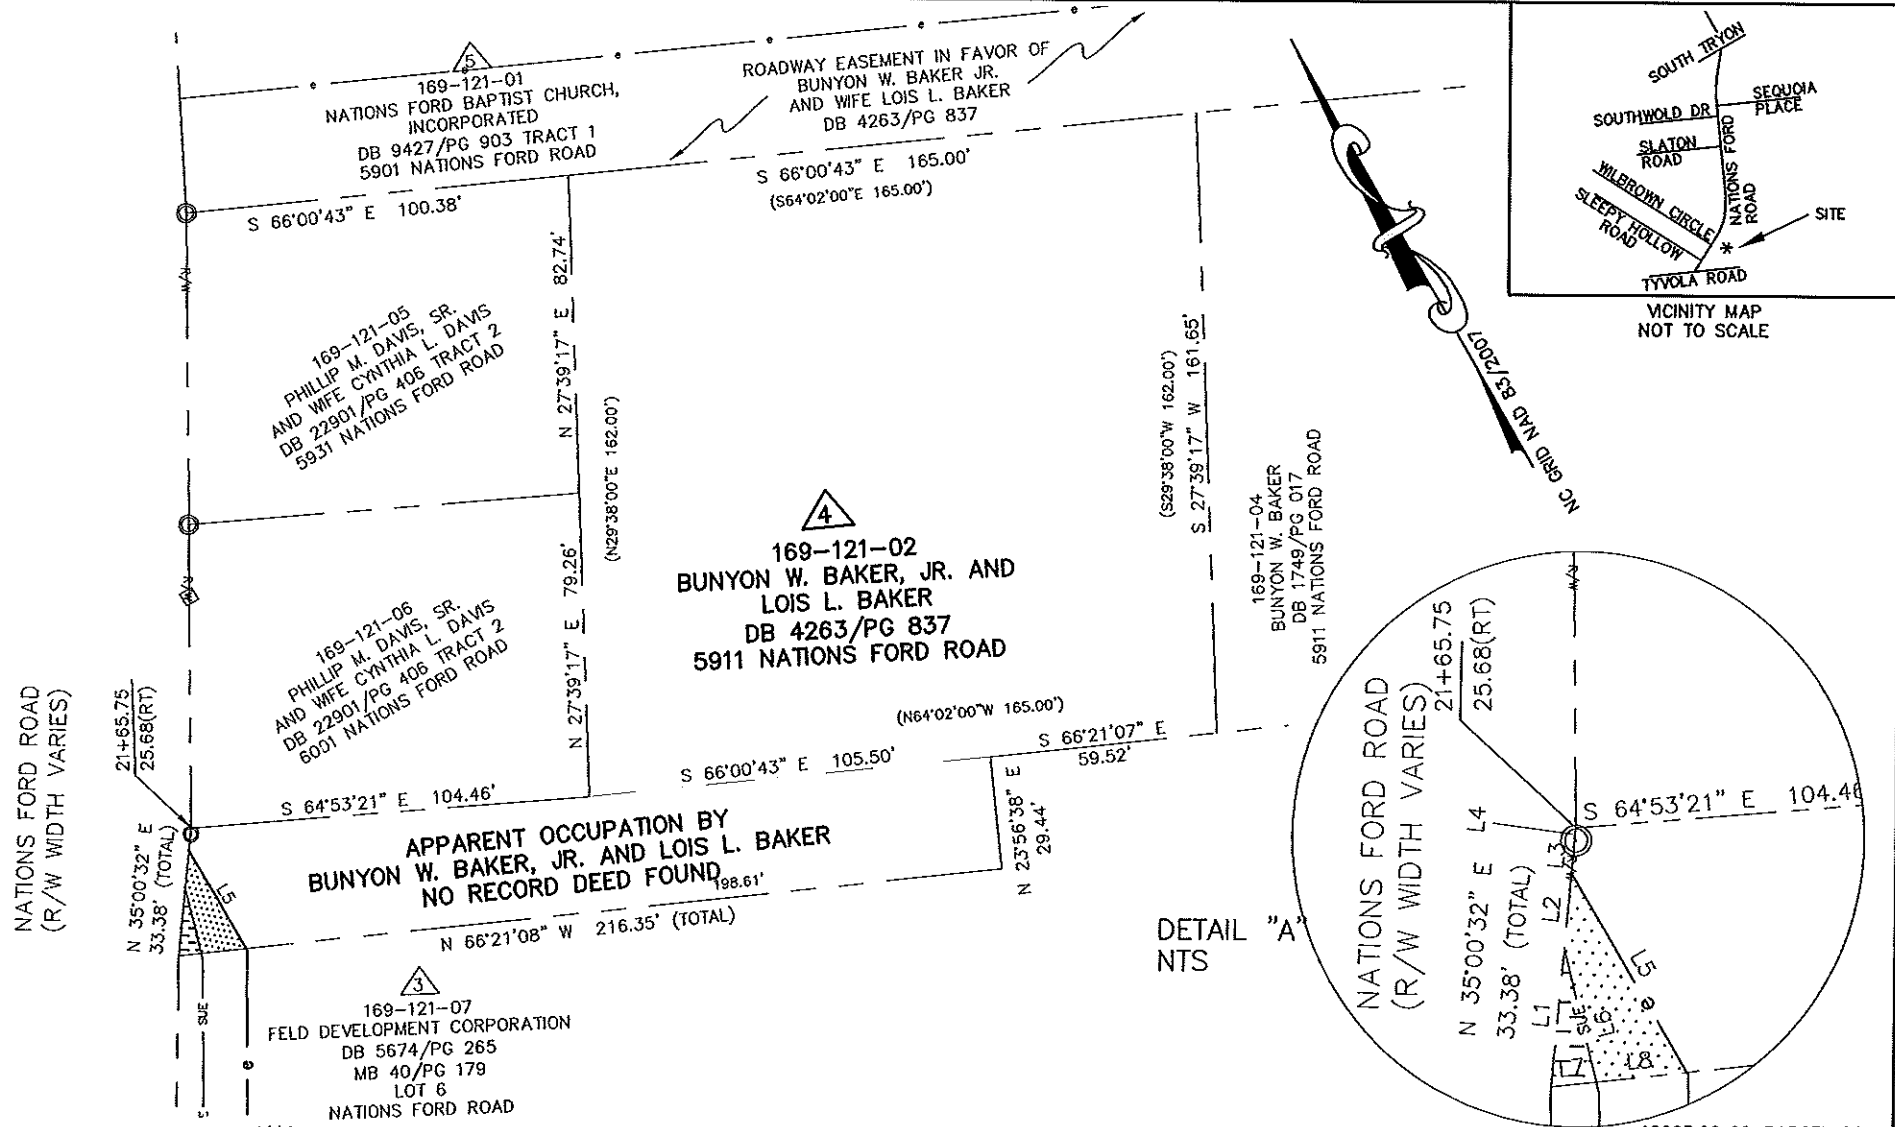 5
169-121-01
NATIONS FORD BAPTIST CHURCH,
INCORPORATED
DB 9427/PG 903 TRACT 1
5901 NATIONS FORD ROAD
ROADWAY EASEMENT IN FAVOR OF
BUNYON W. BAKER JR.
AND WIFE LOIS L. BAKER
DB 4263/PG 837
S 66°00'43" E 100.38'
S 66°00'43" E 165.00'
(S64°02'00"E 165.00')
169-121-05
PHILLIP M. DAVIS, SR.
AND WIFE CYNTHIA L. DAVIS
DB 22901/PG 406 TRACT 2
5931 NATIONS FORD ROAD
N 27°39'17" E 82.74'
(N29°38'00"E 162.00')
N 27°39'17" E 79.26'
(S29°38'00"W 162.00')
S 27°39'17" W 161.65'
169-121-04
BUNYON W. BAKER
DB 1749/PG 017
5911 NATIONS FORD ROAD
4
169-121-02
BUNYON W. BAKER, JR. AND
LOIS L. BAKER
DB 4263/PG 837
5911 NATIONS FORD ROAD
169-121-06
PHILLIP M. DAVIS, SR.
AND WIFE CYNTHIA L. DAVIS
DB 22901/PG 406 TRACT 2
6001 NATIONS FORD ROAD
NATIONS FORD ROAD
(R/W WIDTH VARIES)
21+65.75
25.68(RT)
(N64°02'00"W 165.00')
S 64°53'21" E 104.46'
S 66°00'43" E 105.50'
S 66°21'07" E
59.52'
N 23°56'38" E
29.44'
APPARENT OCCUPATION BY
BUNYON W. BAKER, JR. AND LOIS L. BAKER
NO RECORD DEED FOUND
198.61'
N 66°21'08" W 216.35' (TOTAL)
N 35°00'32" E
33.38' (TOTAL)
L5
SUE
e
3
169-121-07
FELD DEVELOPMENT CORPORATION
DB 5674/PG 265
MB 40/PG 179
LOT 6
NATIONS FORD ROAD
NC GRID NAD 83/2007
SOUTH TRYON
SEQUOIA
PLACE
SOUTHWOLD DR
SLATON
ROAD
NATIONS FORD
ROAD
WILBROWN CIRCLE
SLEEPY HOLLOW
ROAD
SITE
TYVOLA ROAD
VICINITY MAP
NOT TO SCALE
DETAIL "A"
NTS
NATIONS FORD ROAD
(R/W WIDTH VARIES)
21+65.75
25.68(RT)
R/W
S 64°53'21" E 104.46
N 35°00'32" E
33.38' (TOTAL)
L4
L3
L2
L1
L5
e
SUE
L6
L7
L8